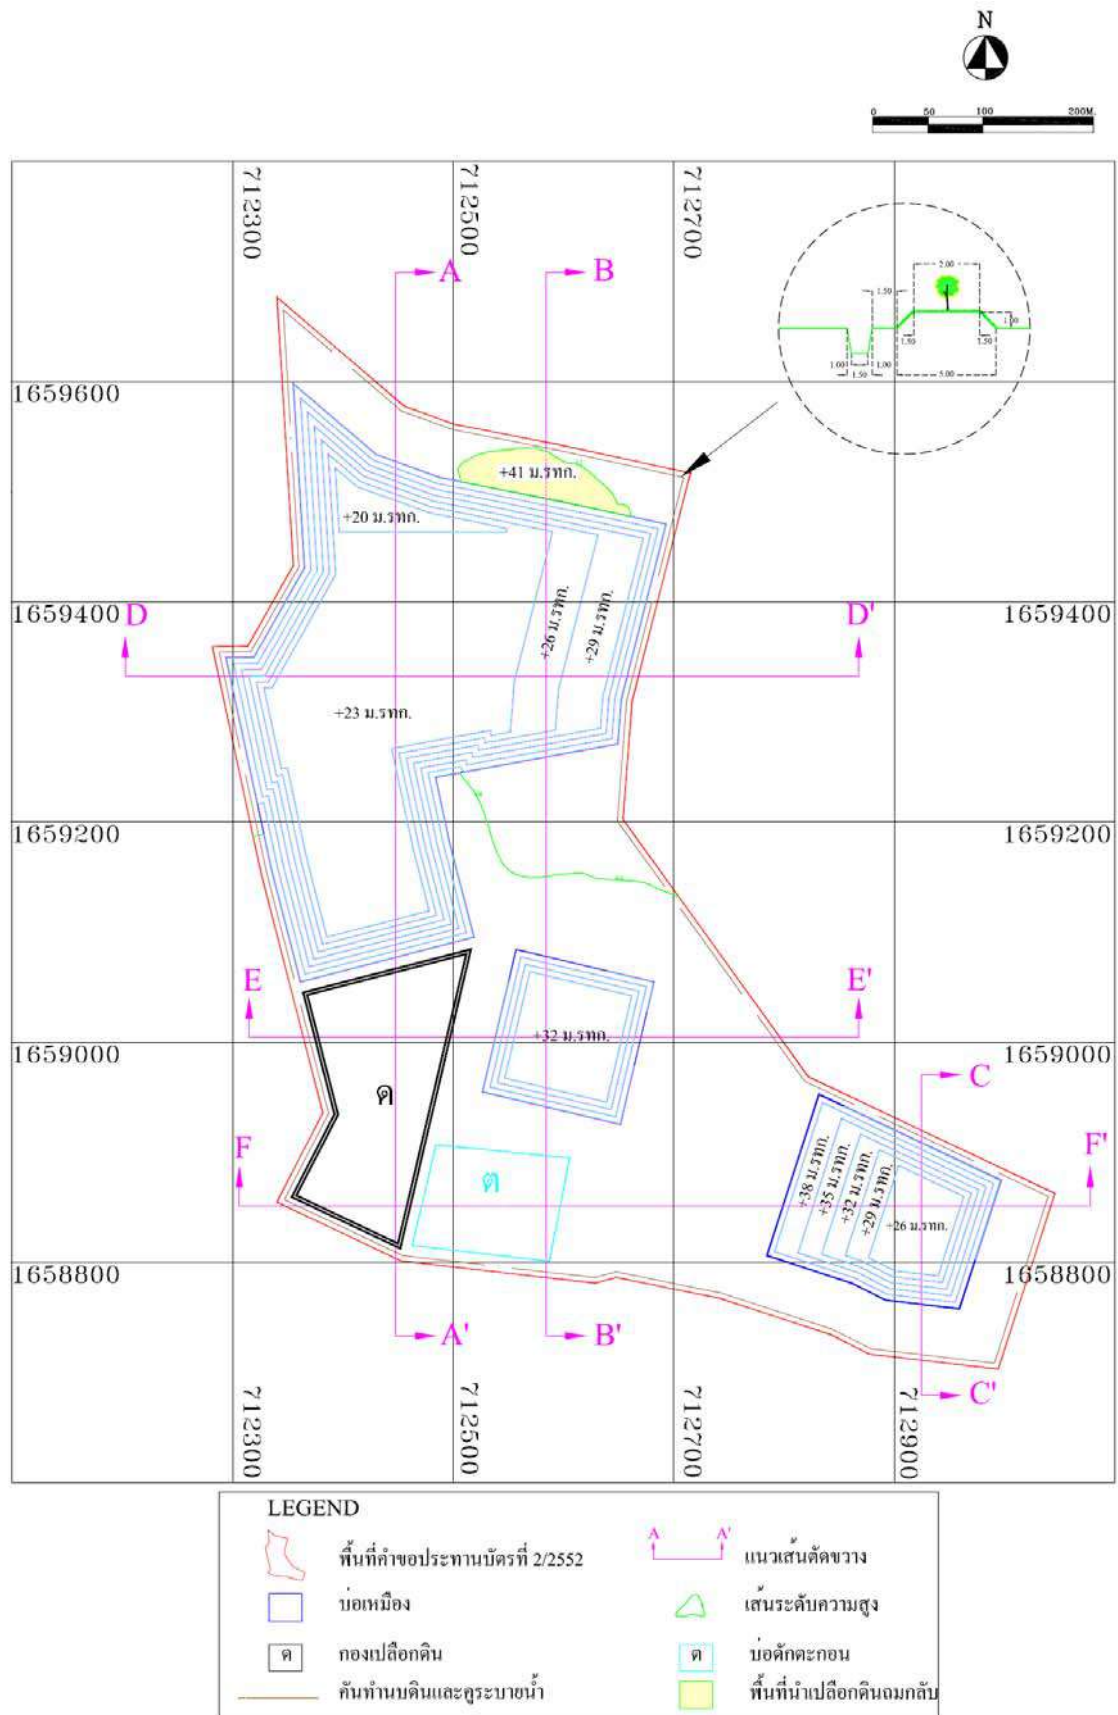 N
0 50 100 200M.
712300
712500
712700
A
B
2.00
1.50
1.00
1.50
1.50
1.00
1.50
1.00
5.00
1659600
+41 ม.รทก.
+20 ม.รทก.
1659400
1659400
D
D'
+26 ม.รทก.
+29 ม.รทก.
+23 ม.รทก.
1659200
1659200
E
E'
+32 ม.รทก.
1659000
1659000
C
ค
F
F'
ต
+38 ม.รทก.
+35 ม.รทก.
+32 ม.รทก.
+29 ม.รทก.
+26 ม.รทก.
1658800
1658800
A'
B'
C'
712300
712500
712700
712900
LEGEND
พื้นที่คำขอประทานบัตรที่ 2/2552
A A'
แนวเส้นตัดขวาง
บ่อเหมือง
เส้นระดับความสูง
ด กองเปลือกดิน
ต บ่อดักตะกอน
คันทำนบดินและคูระบายน้ำ
พื้นที่นำเปลือกดินถมกลับ